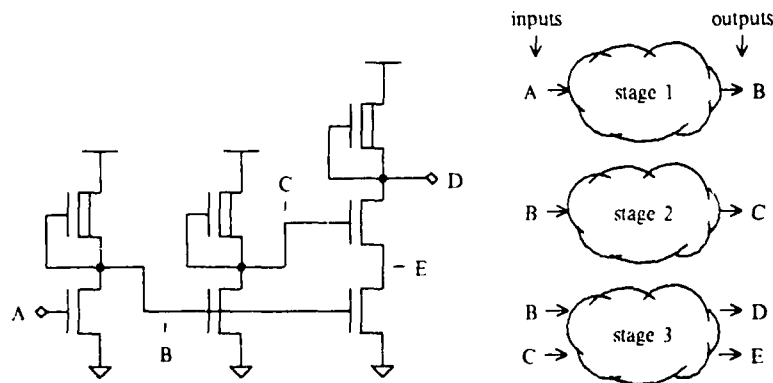 inputs outputs
A stage 1 B
B stage 2 C
B stage 3 D
C E
C
D
E
A
B